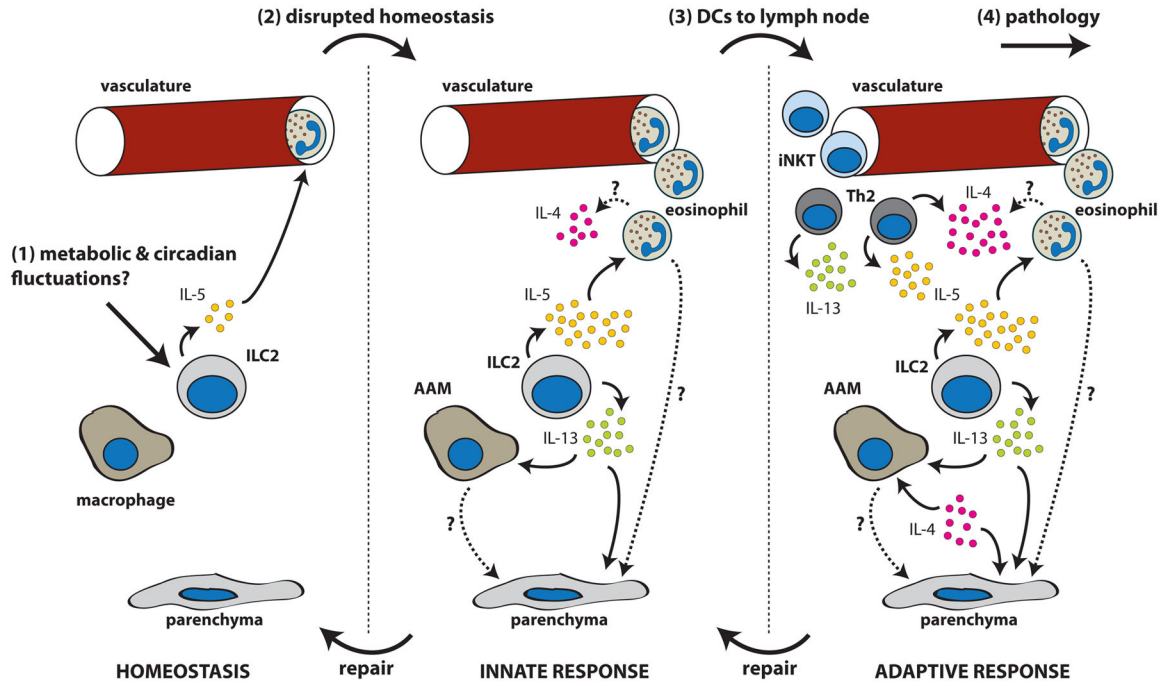 (2) disrupted homeostasis
(3) DCs to lymph node
(4) pathology
vasculature
(1) metabolic & circadian
fluctuations?
IL-5
ILC2
macrophage
parenchyma
HOMEOSTASIS
repair
vasculature
?
IL-4
eosinophil
IL-5
ILC2
AAM
?
IL-13
?
parenchyma
INNATE RESPONSE
repair
vasculature
iNKT
Th2
IL-4
?
eosinophil
IL-13
IL-5
ILC2
AAM
?
IL-13
?
IL-4
parenchyma
ADAPTIVE RESPONSE